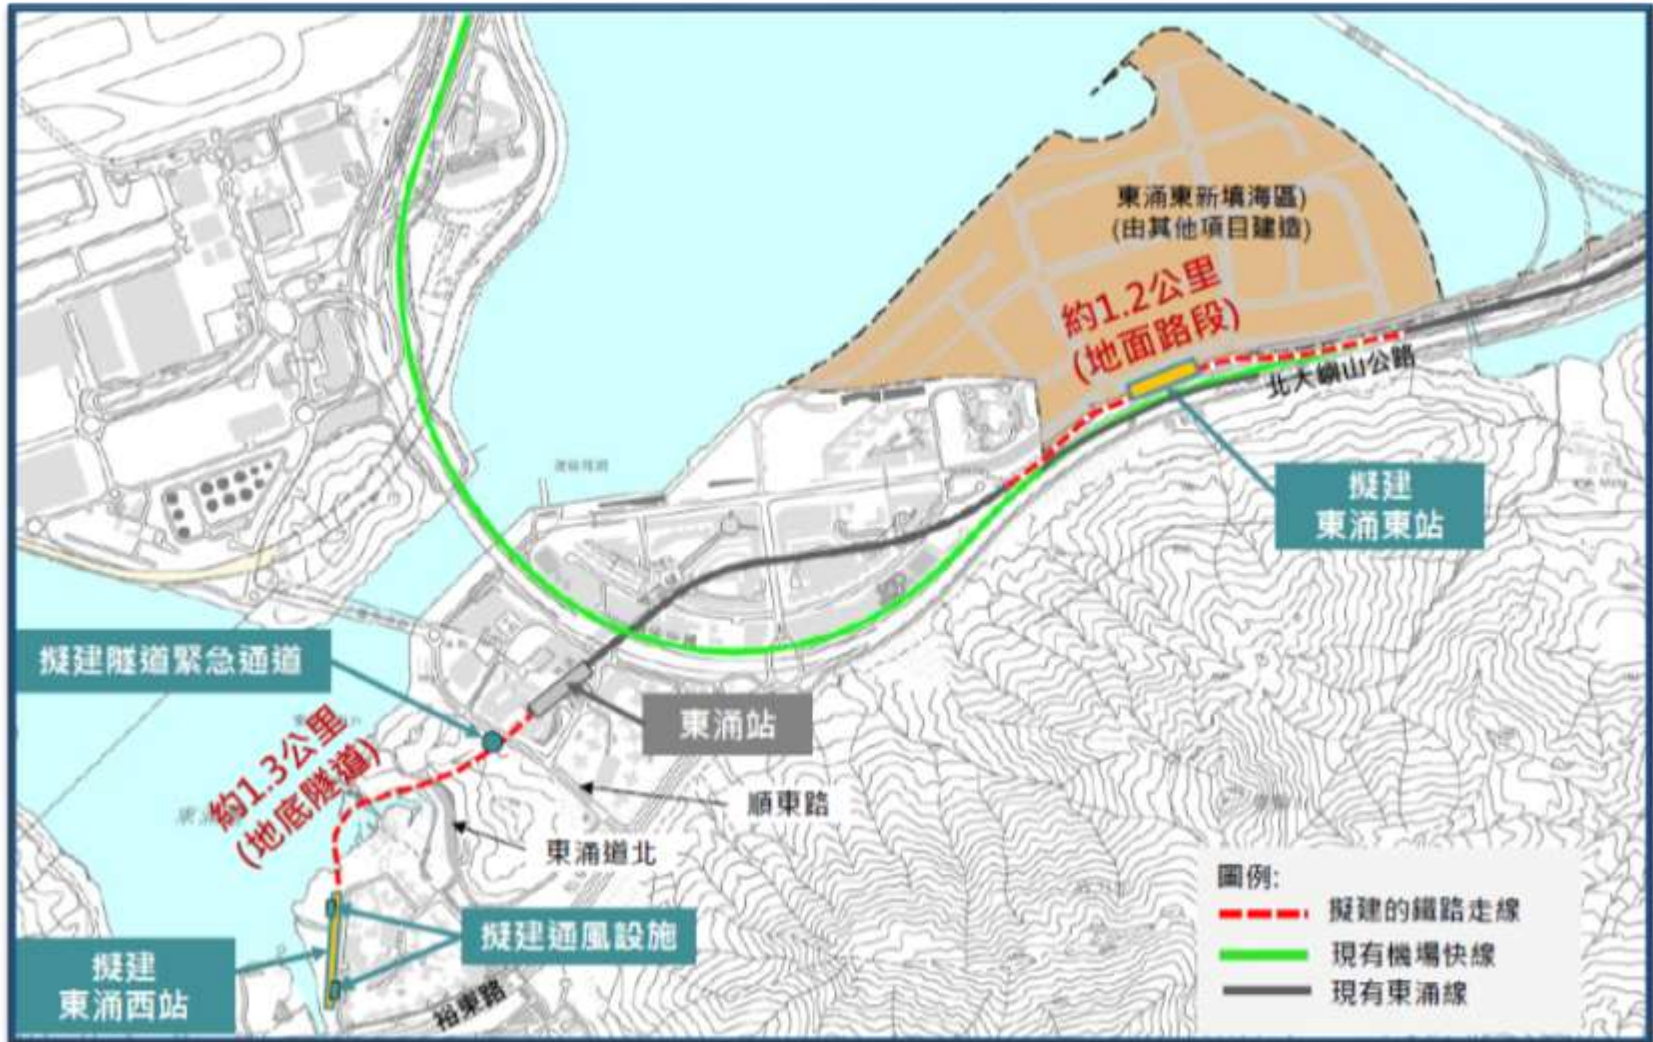 東涌東新填海區)
(由其他項目建造)
約1.2公里
(地面路段)
北大嶼山公路
擬建
東涌東站
擬建隧道緊急通道
東涌站
約1.3公里
(地底隧道)
順東路
東涌道北
擬建通風設施
擬建
東涌西站
裕東路
圖例:
擬建的鐵路走線
現有機場快線
現有東涌線